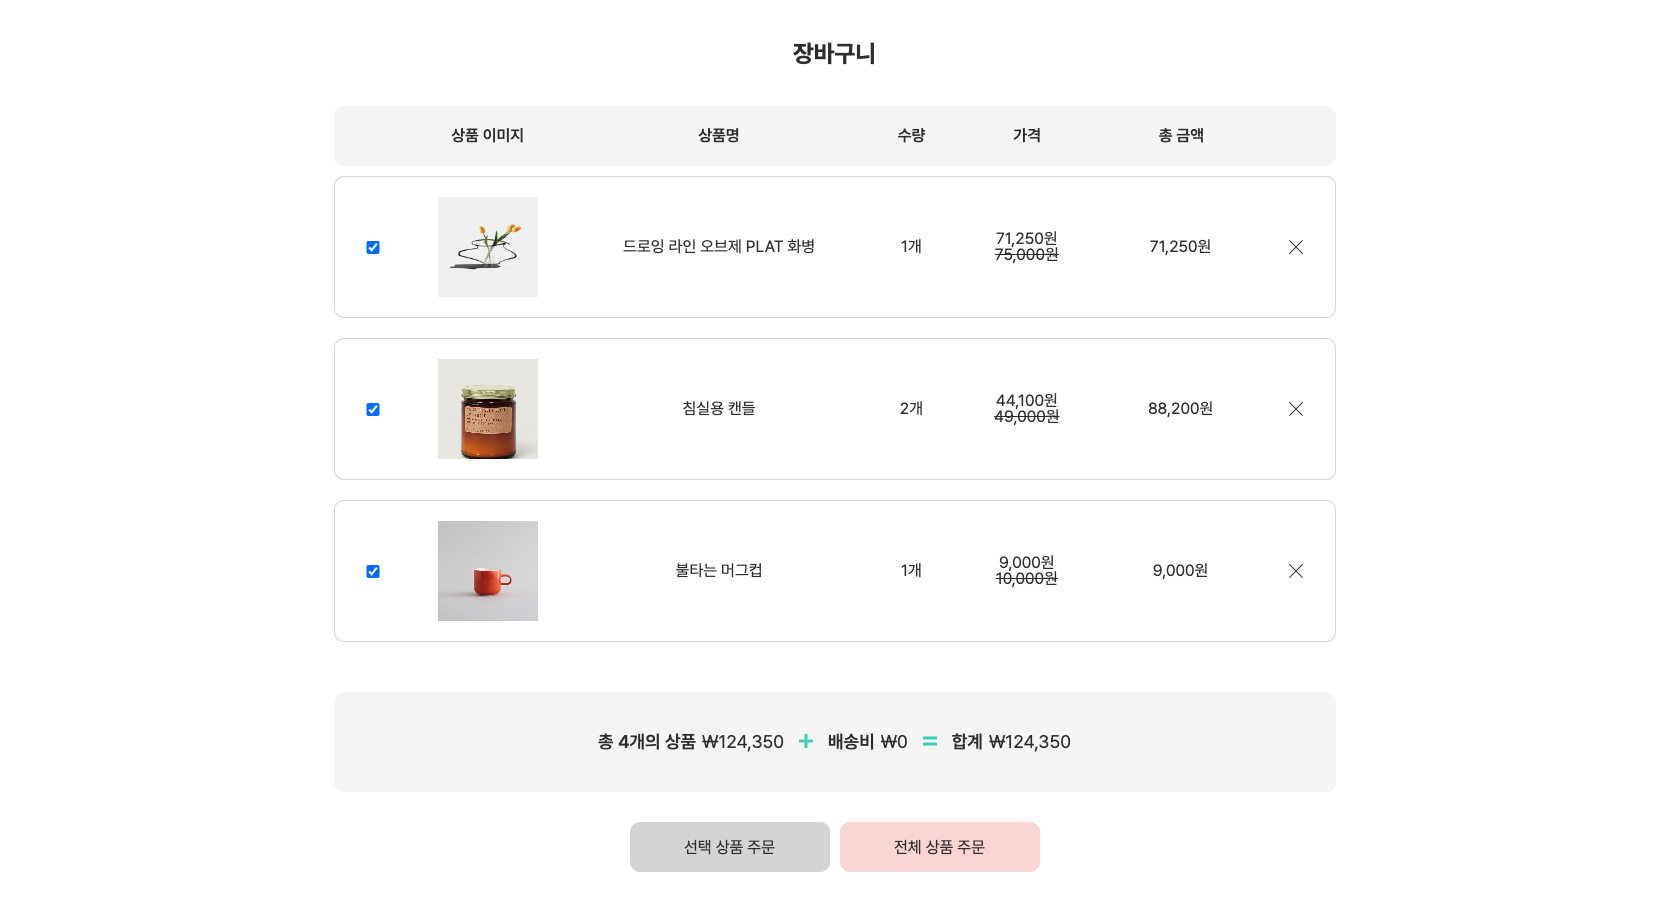 장바구니
상품 이미지 상품명 수량 가격 총 금액
드로잉 라인 오브제 PLAT 화병 1개 71,250원 71,250원
75,000원
침실용 캔들 2개 44,100원 88,200원
49,000원
불타는 머그컵 1개 9,000원 9,000원
10,000원
총 4개의 상품 ₩124,350 + 배송비 ₩0 = 합계 ₩124,350
선택 상품 주문 전체 상품 주문